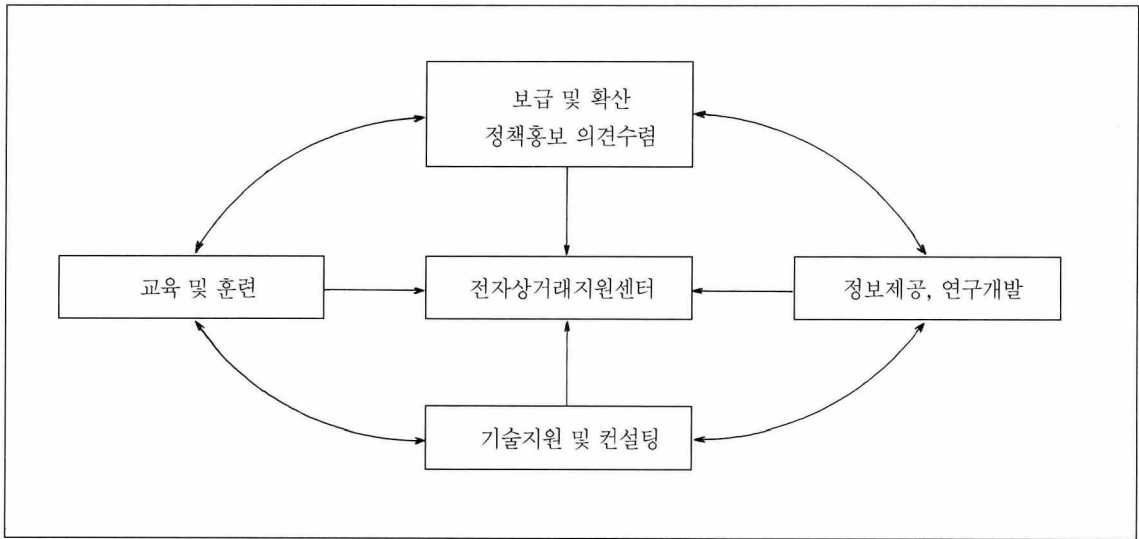 보급 및 확산
정책홍보 의견수렴
교육 및 훈련
전자상거래지원센터
정보제공, 연구개발
기술지원 및 컨설팅